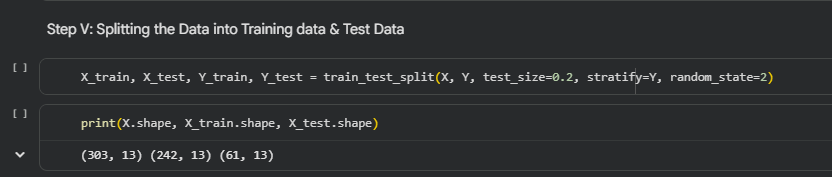 Step V: Splitting the Data into Training data & Test Data
[ ] X_train, X_test, Y_train, Y_test = train_test_split(X, Y, test_size=0.2, stratify=Y, random_state=2)
[ ] print(X.shape, X_train.shape, X_test.shape)
(303, 13) (242, 13) (61, 13)